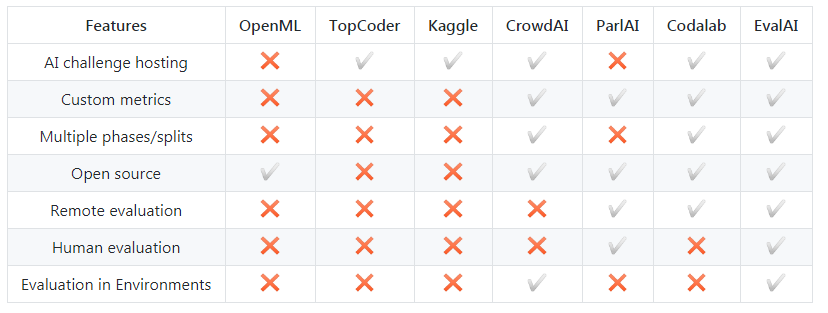 Features OpenML TopCoder Kaggle CrowdAI ParlAI Codalab EvalAI
AI challenge hosting ❌ ✔ ✔ ✔ ❌ ✔ ✔
Custom metrics ❌ ❌ ❌ ✔ ✔ ✔ ✔
Multiple phases/splits ❌ ❌ ❌ ✔ ❌ ✔ ✔
Open source ✔ ❌ ❌ ✔ ✔ ✔ ✔
Remote evaluation ❌ ❌ ❌ ❌ ✔ ✔ ✔
Human evaluation ❌ ❌ ❌ ❌ ✔ ❌ ✔
Evaluation in Environments ❌ ❌ ❌ ✔ ❌ ❌ ✔